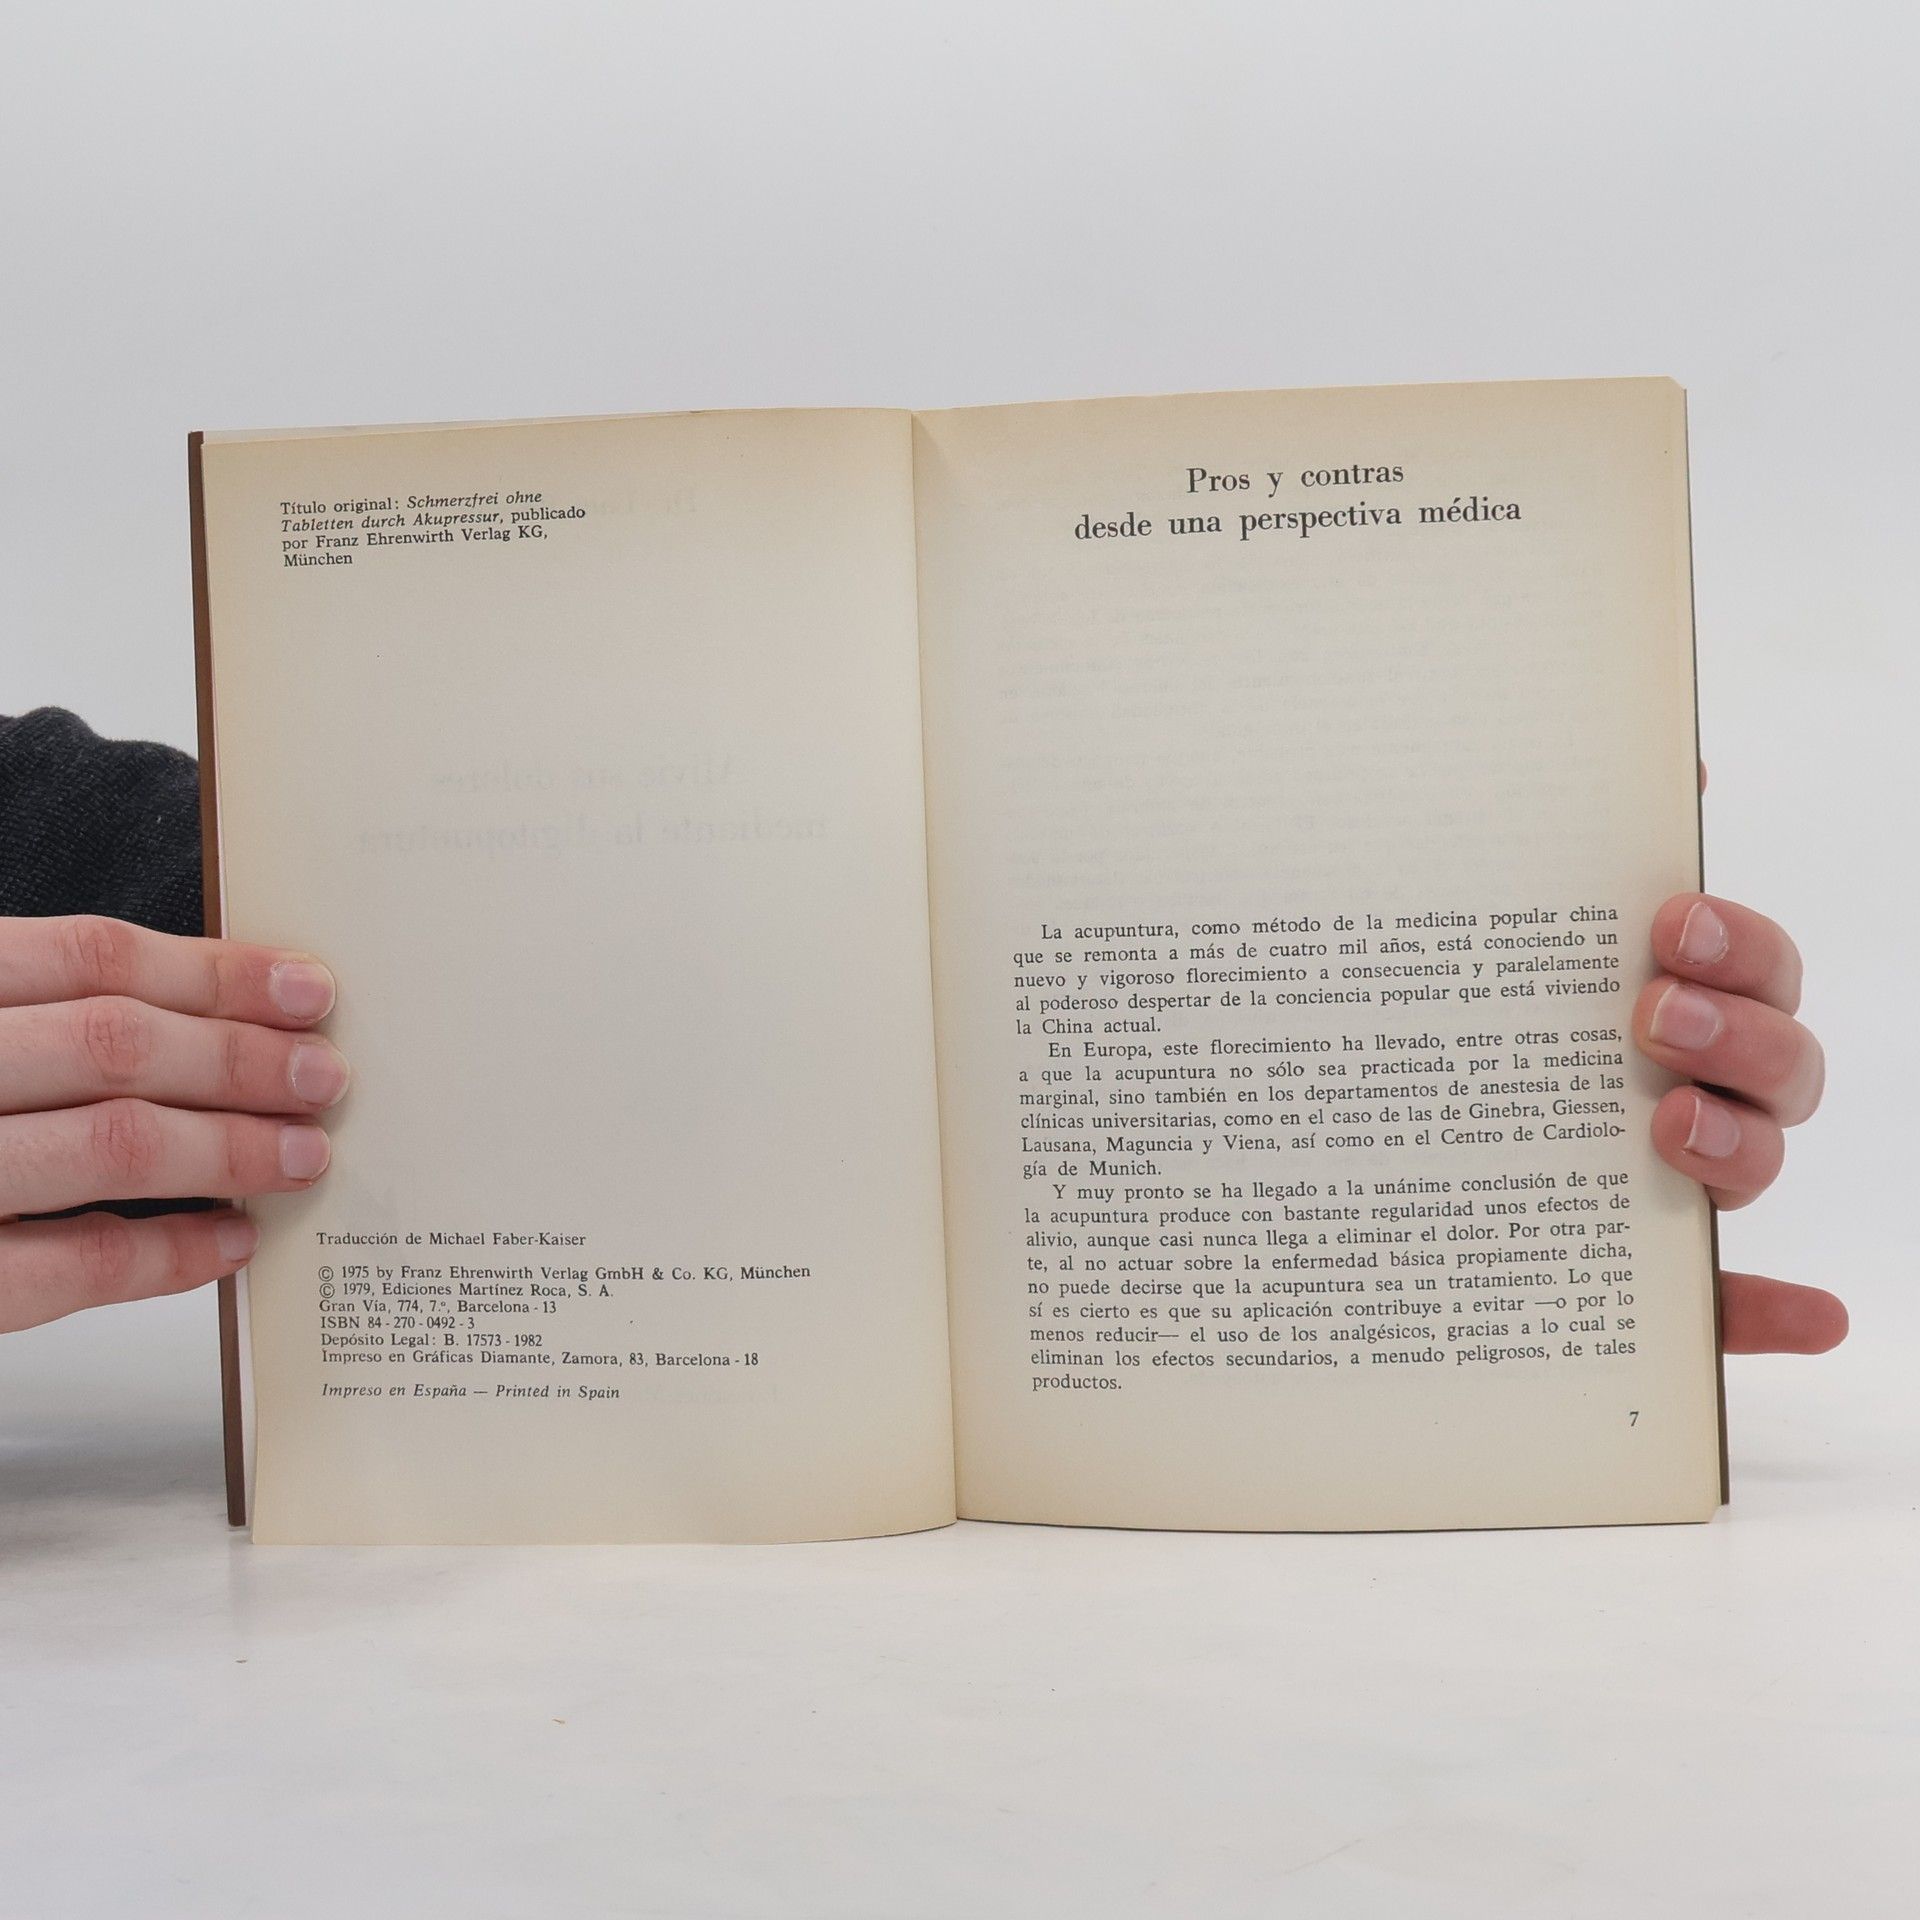 Título original: Schmerzfrei ohne
Tabletten durch Akupressur, publicado
por Franz Ehrenwirth Verlag KG,
München
Traducción de Michael Faber-Kaiser
© 1975 by Franz Ehrenwirth Verlag GmbH & Co. KG, München
© 1979, Ediciones Martínez Roca, S. A.
Gran Vía, 774, 7.º, Barcelona - 13
ISBN 84 - 270 - 0492 - 3
Depósito Legal: B. 17573 - 1982
Impreso en Gráficas Diamante, Zamora, 83, Barcelona - 18
Impreso en España — Printed in Spain
Pros y contras
desde una perspectiva médica
La acupuntura, como método de la medicina popular china
que se remonta a más de cuatro mil años, está conociendo un
nuevo y vigoroso florecimiento a consecuencia y paralelamente
al poderoso despertar de la conciencia popular que está viviendo
la China actual.
En Europa, este florecimiento ha llevado, entre otras cosas,
a que la acupuntura no sólo sea practicada por la medicina
marginal, sino también en los departamentos de anestesia de las
clínicas universitarias, como en el caso de las de Ginebra, Giessen,
Lausana, Maguncia y Viena, así como en el Centro de Cardiolo-
gía de Munich.
Y muy pronto se ha llegado a la unánime conclusión de que
la acupuntura produce con bastante regularidad unos efectos de
alivio, aunque casi nunca llega a eliminar el dolor. Por otra par-
te, al no actuar sobre la enfermedad básica propiamente dicha,
no puede decirse que la acupuntura sea un tratamiento. Lo que
sí es cierto es que su aplicación contribuye a evitar —o por lo
menos reducir— el uso de los analgésicos, gracias a lo cual se
eliminan los efectos secundarios, a menudo peligrosos, de tales
productos.
7